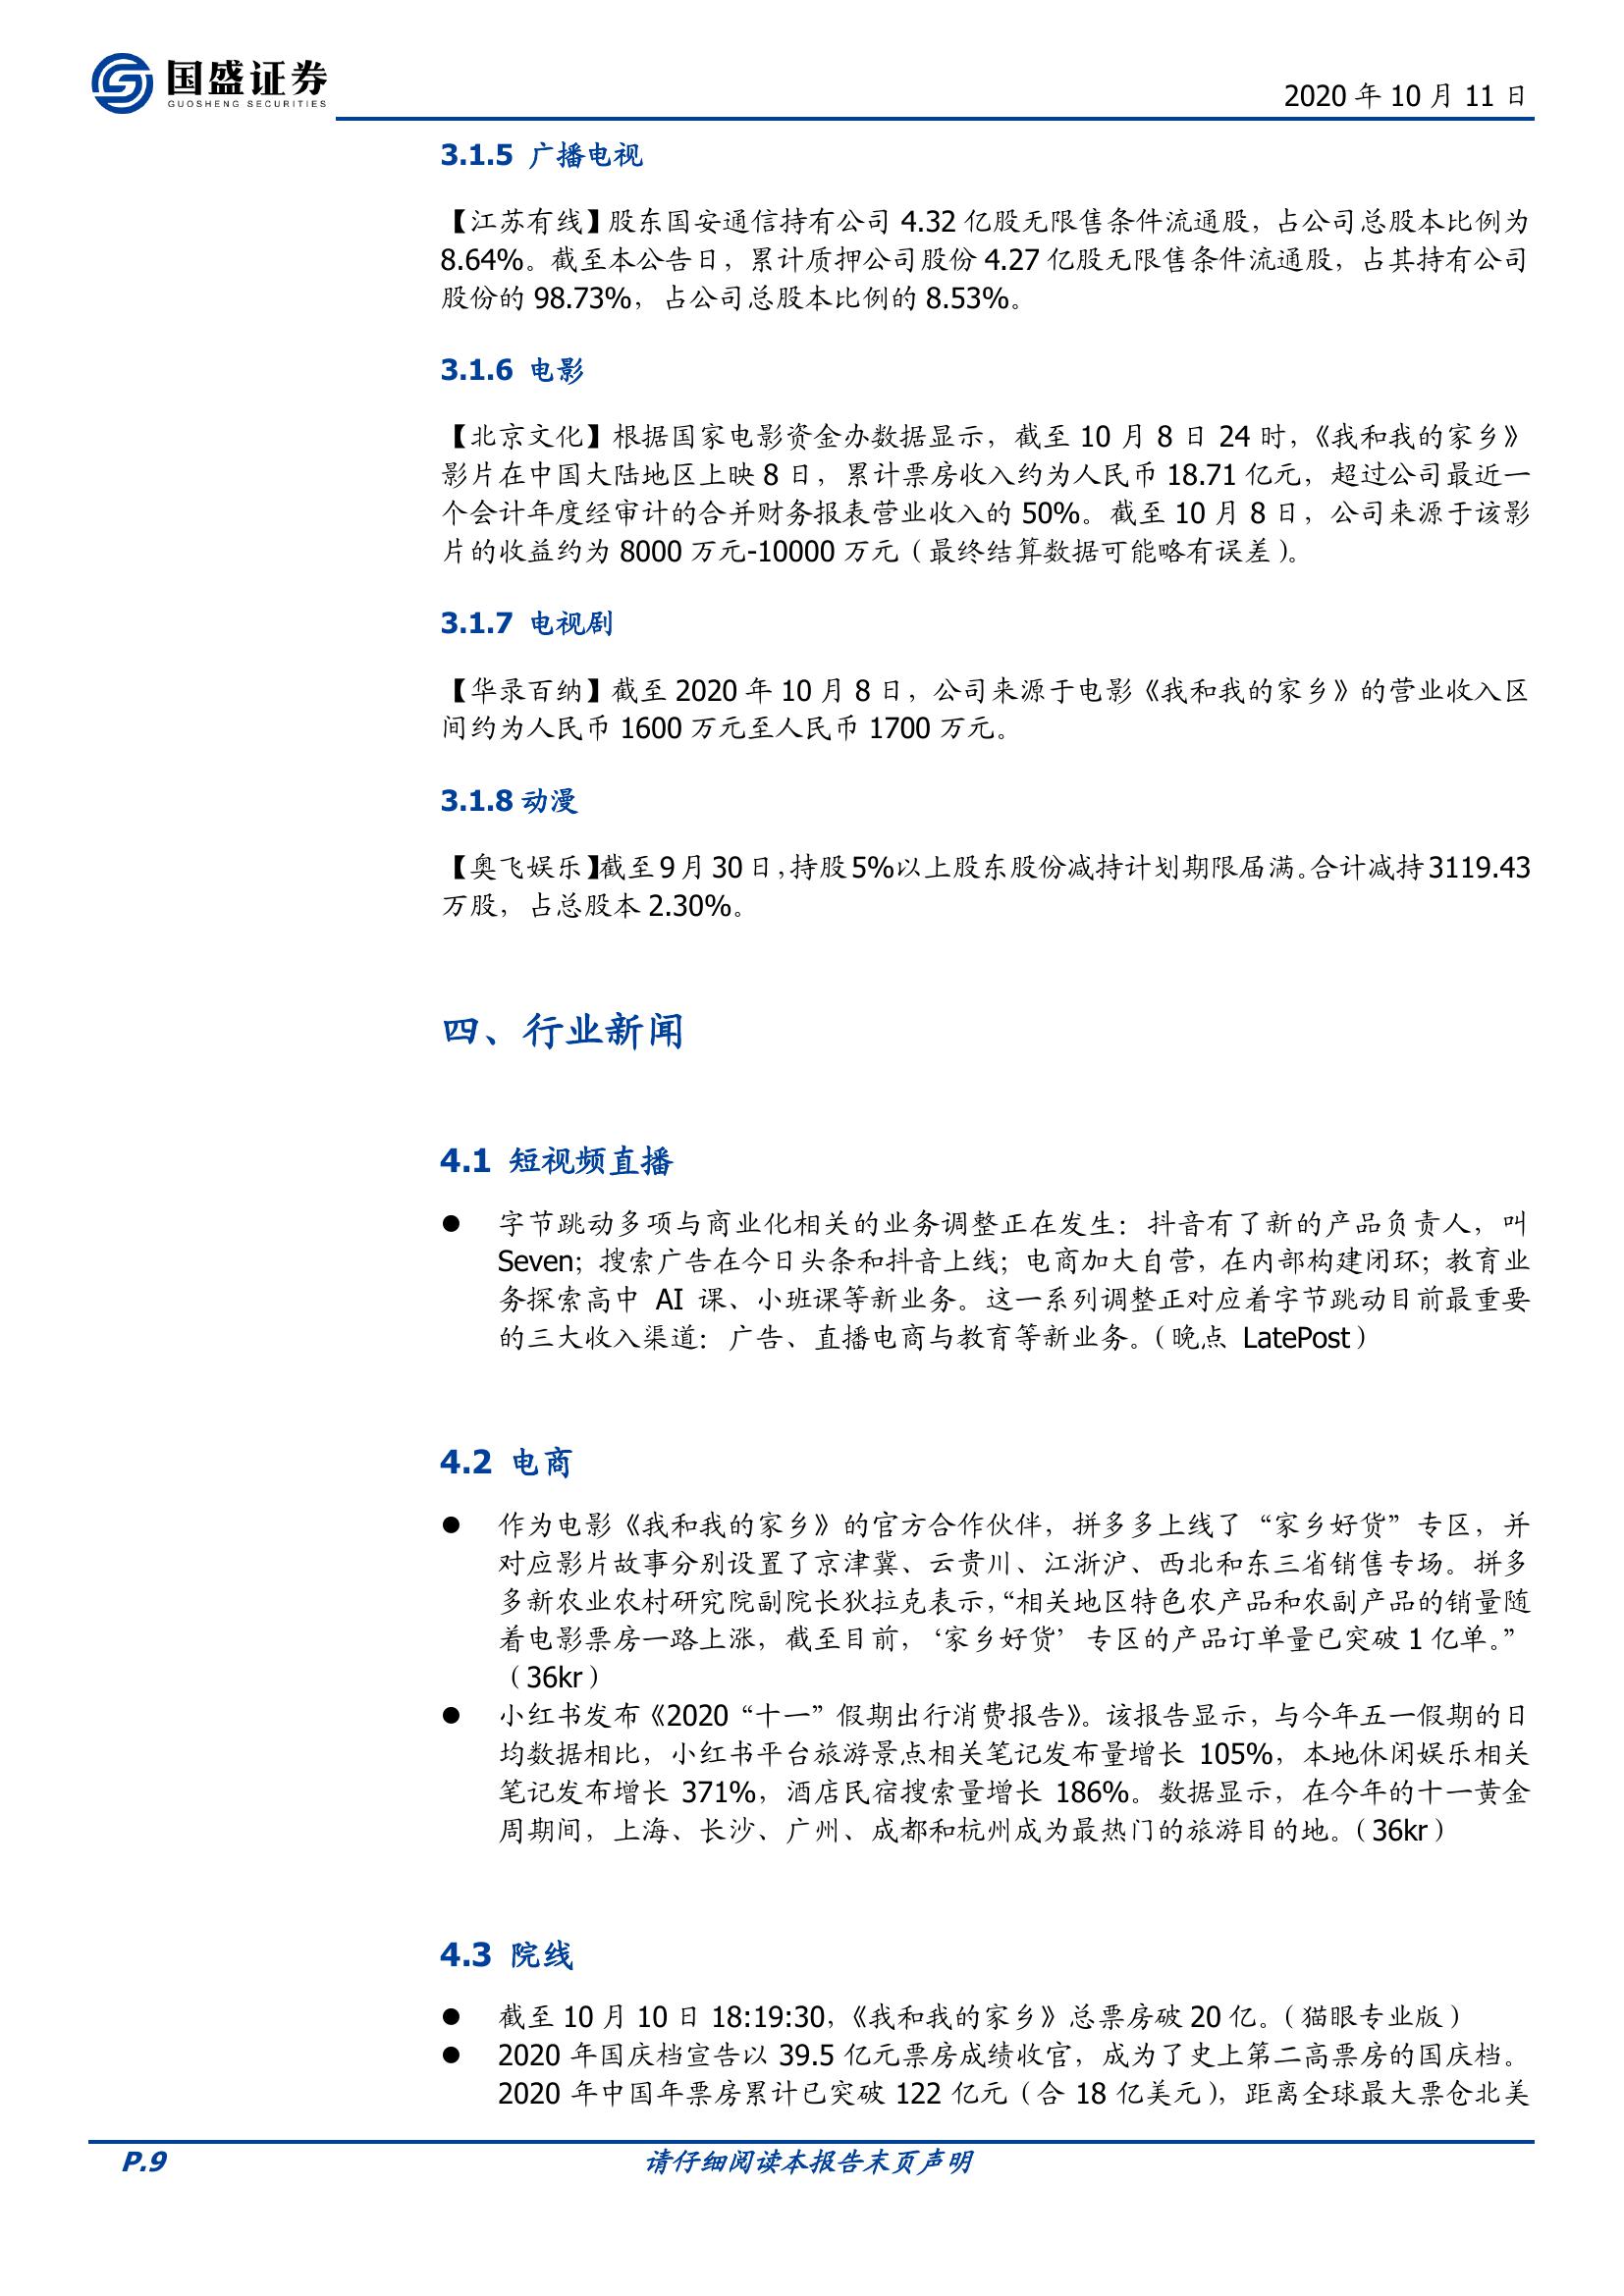 国盛证券
GUOSHENG SECURITIES
2020 年 10 月 11 日
3.1.5 广播电视
【江苏有线】股东国安通信持有公司 4.32 亿股无限售条件流通股，占公司总股本比例为
8.64%。截至本公告日，累计质押公司股份 4.27 亿股无限售条件流通股，占其持有公司
股份的 98.73%，占公司总股本比例的 8.53%。
3.1.6 电影
【北京文化】根据国家电影资金办数据显示，截至 10 月 8 日 24 时，《我和我的家乡》
影片在中国大陆地区上映 8 日，累计票房收入约为人民币 18.71 亿元，超过公司最近一
个会计年度经审计的合并财务报表营业收入的 50%。截至 10 月 8 日，公司来源于该影
片的收益约为 8000 万元-10000 万元（最终结算数据可能略有误差）。
3.1.7 电视剧
【华录百纳】截至 2020 年 10 月 8 日，公司来源于电影《我和我的家乡》的营业收入区
间约为人民币 1600 万元至人民币 1700 万元。
3.1.8 动漫
【奥飞娱乐】截至 9 月 30 日，持股 5%以上股东股份减持计划期限届满。合计减持 3119.43
万股，占总股本 2.30%。
四、行业新闻
4.1 短视频直播
● 字节跳动多项与商业化相关的业务调整正在发生：抖音有了新的产品负责人，叫
Seven；搜索广告在今日头条和抖音上线；电商加大自营，在内部构建闭环；教育业
务探索高中 AI 课、小班课等新业务。这一系列调整正对应着字节跳动目前最重要
的三大收入渠道：广告、直播电商与教育等新业务。（晚点 LatePost）
4.2 电商
● 作为电影《我和我的家乡》的官方合作伙伴，拼多多上线了“家乡好货”专区，并
对应影片故事分别设置了京津冀、云贵川、江浙沪、西北和东三省销售专场。拼多
多新农业农村研究院副院长狄拉克表示，“相关地区特色农产品和农副产品的销量随
着电影票房一路上涨，截至目前，‘家乡好货’专区的产品订单量已突破 1 亿单。”
（36kr）
● 小红书发布《2020“十一”假期出行消费报告》。该报告显示，与今年五一假期的日
均数据相比，小红书平台旅游景点相关笔记发布量增长 105%，本地休闲娱乐相关
笔记发布增长 371%，酒店民宿搜索量增长 186%。数据显示，在今年的十一黄金
周期间，上海、长沙、广州、成都和杭州成为最热门的旅游目的地。（36kr）
4.3 院线
● 截至 10 月 10 日 18:19:30，《我和我的家乡》总票房破 20 亿。（猫眼专业版）
● 2020 年国庆档宣告以 39.5 亿元票房成绩收官，成为了史上第二高票房的国庆档。
2020 年中国年票房累计已突破 122 亿元（合 18 亿美元），距离全球最大票仓北美
P.9
请仔细阅读本报告末页声明